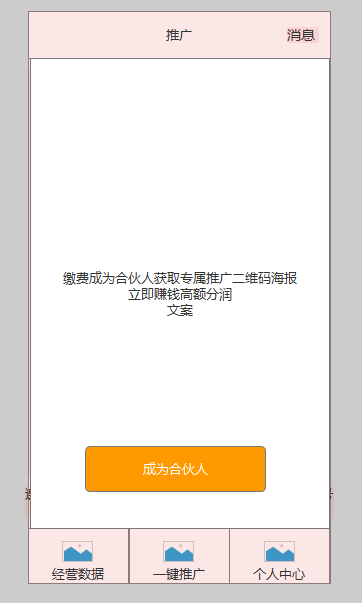 推广
消息
缴费成为合伙人获取专属推广二维码海报
立即赚钱高额分润
文案
成为合伙人
经营数据
一键推广
个人中心